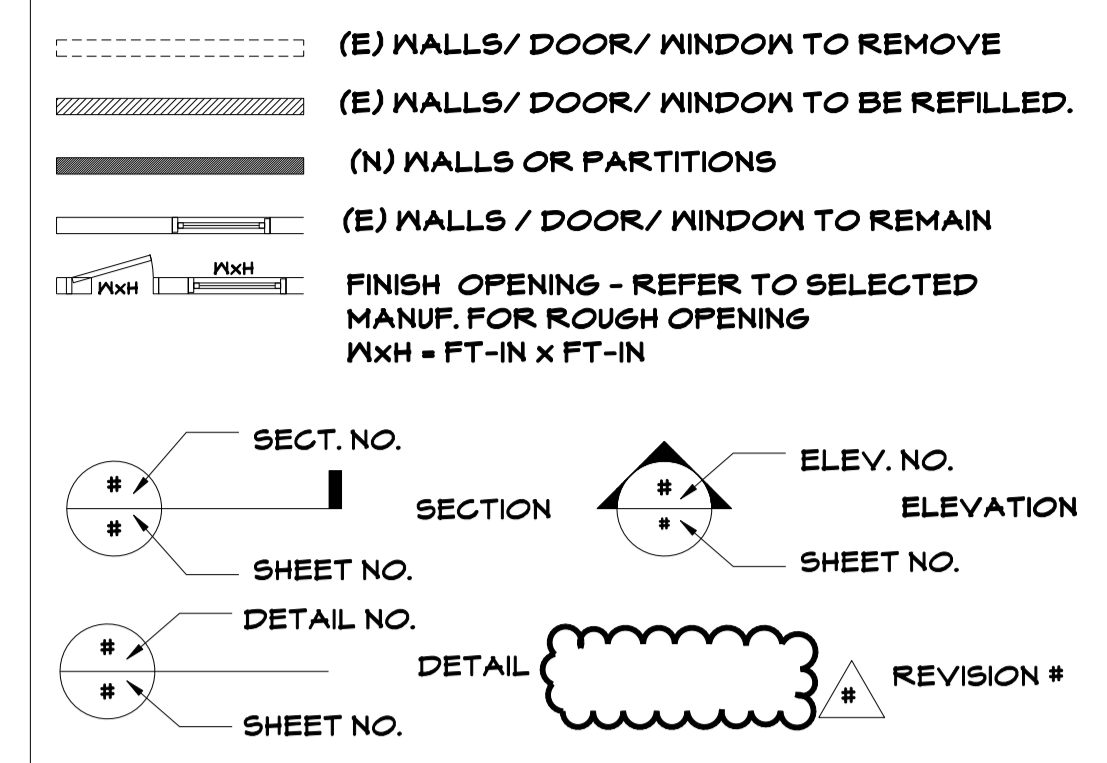 (E) WALLS/ DOOR/ WINDOW TO REMOVE
(E) WALLS/ DOOR/ WINDOW TO BE REFILLED.
(N) WALLS OR PARTITIONS
(E) WALLS / DOOR/ WINDOW TO REMAIN
WxH
WxH
FINISH OPENING - REFER TO SELECTED
MANUF. FOR ROUGH OPENING
WxH = FT-IN x FT-IN
SECT. NO.
#
#
SHEET NO.
SECTION
ELEV. NO.
#
#
SHEET NO.
ELEVATION
DETAIL NO.
#
#
SHEET NO.
DETAIL
#
REVISION #